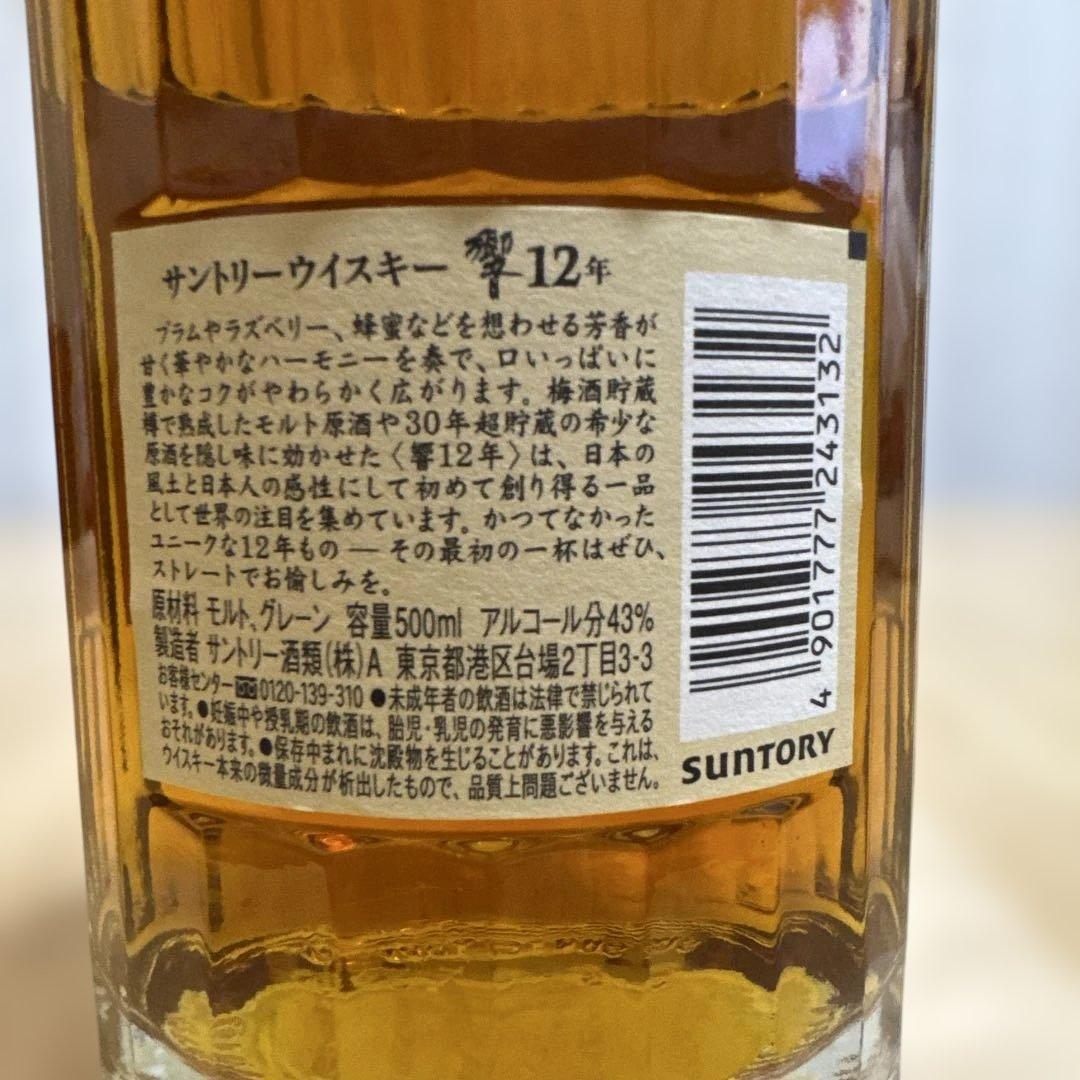 サントリーウイスキー 響12年
プラムやラズベリー、蜂蜜などを想わせる芳香が
甘く華やかなハーモニーを奏で、口いっぱいに
豊かなコクがやわらかく広がります。梅酒貯蔵
樽で熟成したモルト原酒や30年超貯蔵の希少な
原酒を隠し味に効かせた〈響12年〉は、日本の
風土と日本人の感性にして初めて創り得る一品
として世界の注目を集めています。かつてなかった
ユニークな12年もの ― その最初の一杯はぜひ、
ストレートでお愉しみを。
原材料 モルト、グレーン 容量500ml アルコール分43%
製造者 サントリー酒類(株)A 東京都港区台場2丁目3-3
お客様センター 0120-139-310 ●未成年者の飲酒は法律で禁じられて
います。●妊娠中や授乳期の飲酒は、胎児・乳児の発育に悪影響を与える
おそれがあります。●保存中まれに沈殿物を生じることがあります。これは、
ウイスキー本来の微量成分が析出したもので、品質上問題ございません。
4 901777 243132
SUNTORY